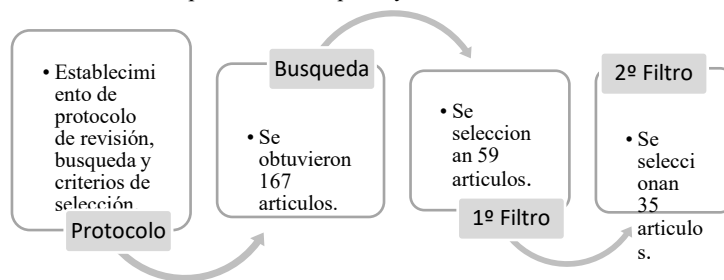 • Establecimi
ento de
protocolo
de revisión,
busqueda y
criterios de
selección
Protocolo
Busqueda
• Se
obtuvieron
167
articulos.
• Se
seleccion
an 59
articulos.
1º Filtro
2º Filtro
• Se
selecci
onan
35
articulo
s.